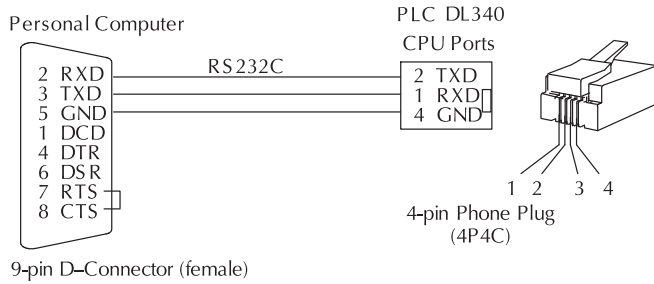 Personal Computer
PLC DL340
CPU Ports
RS232C
2 RXD
3 TXD
5 GND
1 DCD
4 DTR
6 DSR
7 RTS
8 CTS
2 TXD
1 RXD
4 GND
1 2 3 4
4-pin Phone Plug
(4P4C)
9-pin D–Connector (female)